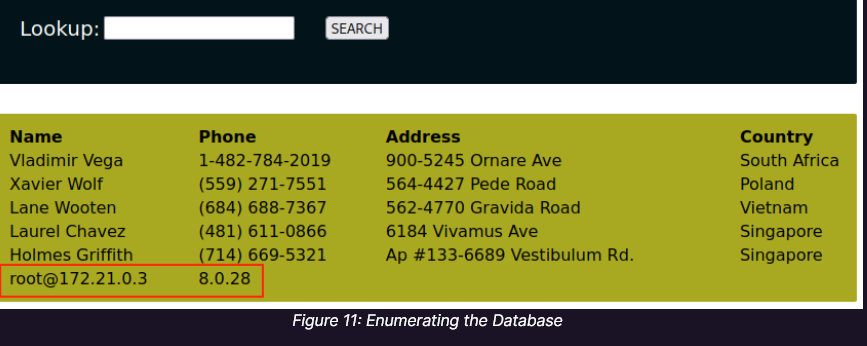 Lookup: SEARCH
Name Phone Address Country
Vladimir Vega 1-482-784-2019 900-5245 Ornare Ave South Africa
Xavier Wolf (559) 271-7551 564-4427 Pede Road Poland
Lane Wooten (684) 688-7367 562-4770 Gravida Road Vietnam
Laurel Chavez (481) 611-0866 6184 Vivamus Ave Singapore
Holmes Griffith (714) 669-5321 Ap #133-6689 Vestibulum Rd. Singapore
root@172.21.0.3 8.0.28
Figure 11: Enumerating the Database